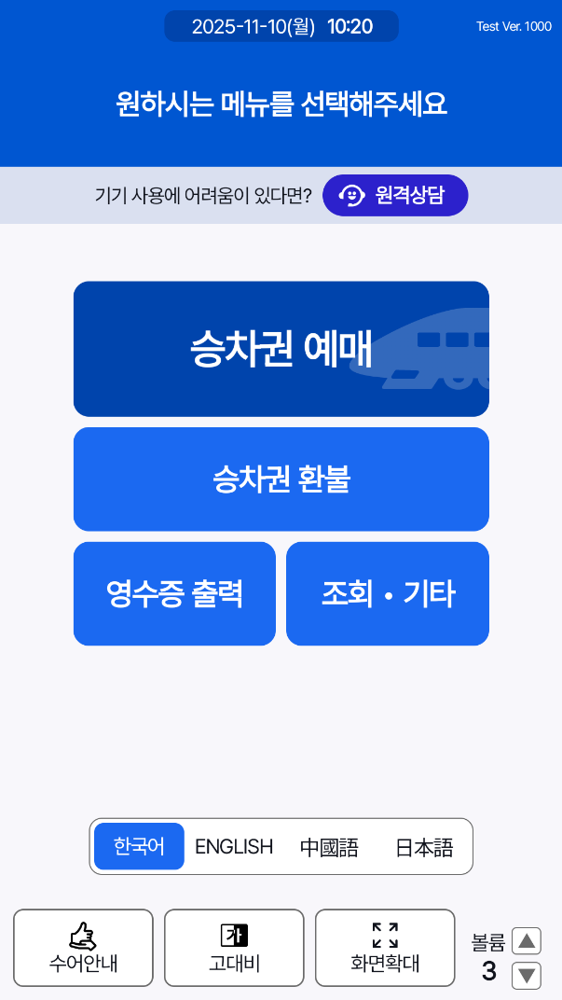 2025-11-10(월) 10:20
Test Ver. 1000
원하시는 메뉴를 선택해주세요
기기 사용에 어려움이 있다면? 원격상담
승차권 예매
승차권 환불
영수증 출력
조회 • 기타
한국어 ENGLISH 中國語 日本語
가
수어안내 고대비 화면확대
볼륨 ▲
3 ▼